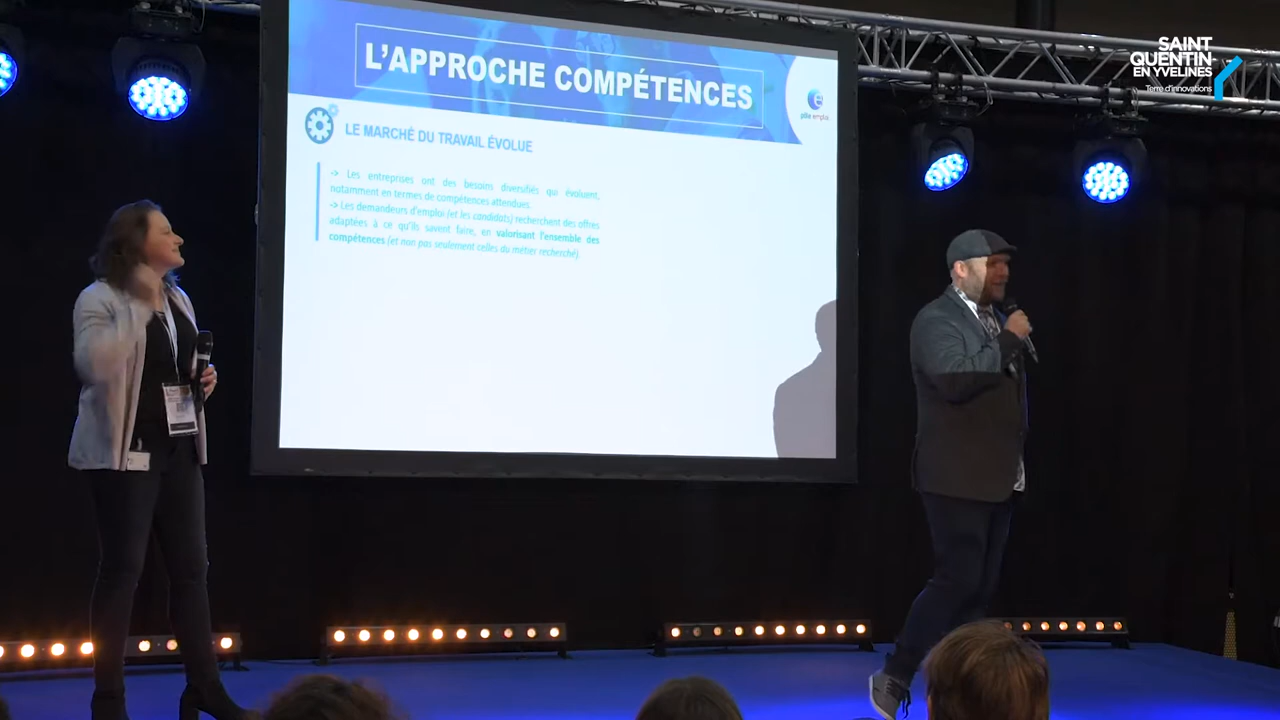 SAINT
QUENTIN
EN YVELINES
Terre d'innovations
L'APPROCHE COMPÉTENCES
pôle emploi
LE MARCHÉ DU TRAVAIL ÉVOLUE
-> Les entreprises ont des besoins diversifiés qui évoluent,
notamment en termes de compétences attendues.
-> Les demandeurs d'emploi (et les candidats) recherchent des offres
adaptées à ce qu'ils savent faire, en valorisant l'ensemble des
compétences (et non pas seulement celles du métier recherché).